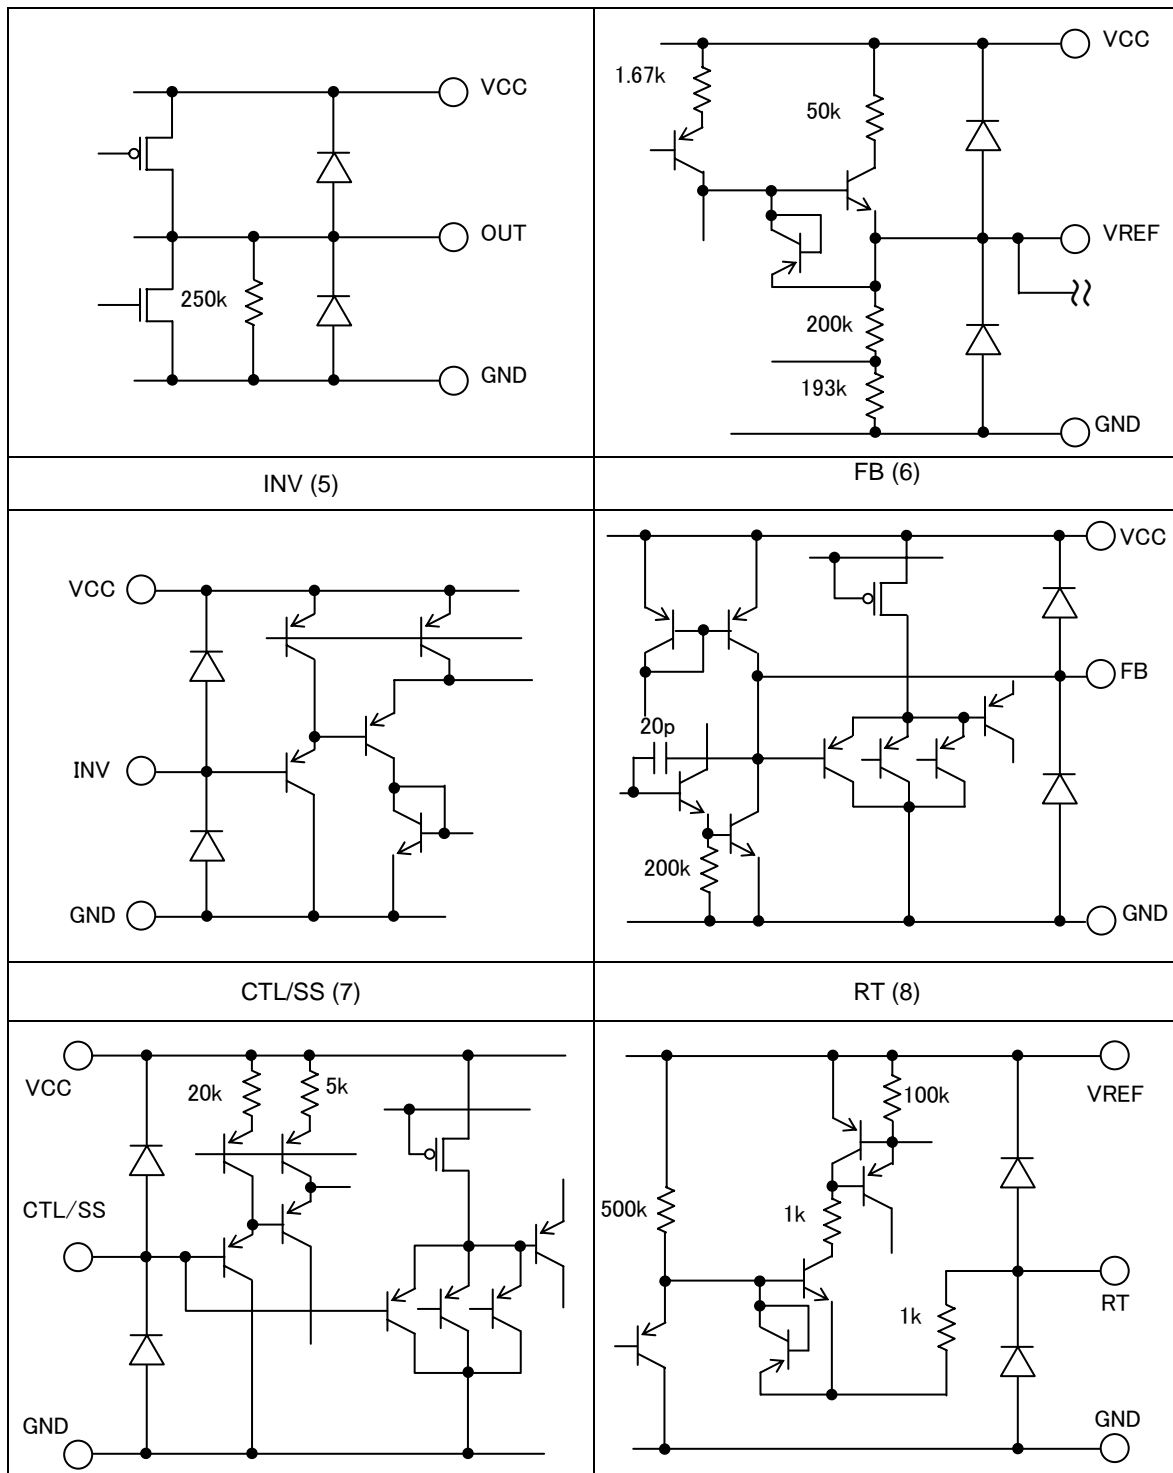 VCC
OUT
250k
GND
VCC
1.67k
50k
VREF
200k
193k
GND
INV (5)
FB (6)
VCC
INV
GND
VCC
FB
20p
200k
GND
CTL/SS (7)
RT (8)
VCC
20k
5k
CTL/SS
GND
VREF
100k
500k
1k
1k
RT
GND